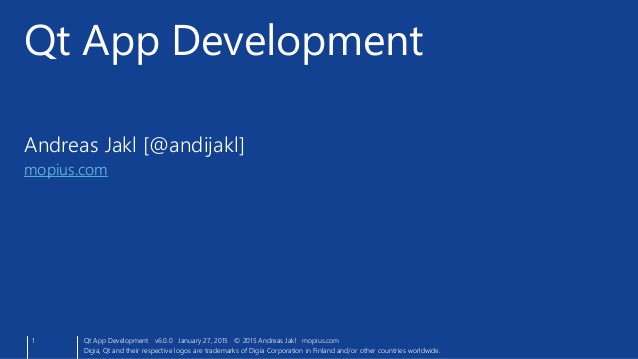 Qt App Development
Andreas Jakl [@andijakl]
mopius.com
1
Qt App Development v6.0.0 January 27, 2015 © 2015 Andreas Jakl mopius.com
Digia, Qt and their respective logos are trademarks of Digia Corporation in Finland and/or other countries worldwide.